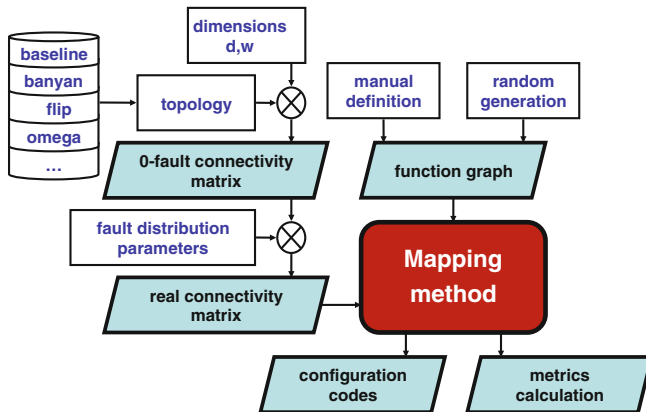 baseline
banyan
flip
omega
...
topology
dimensions
d,w
manual
definition
random
generation
0-fault connectivity
matrix
function graph
fault distribution
parameters
real connectivity
matrix
Mapping
method
configuration
codes
metrics
calculation